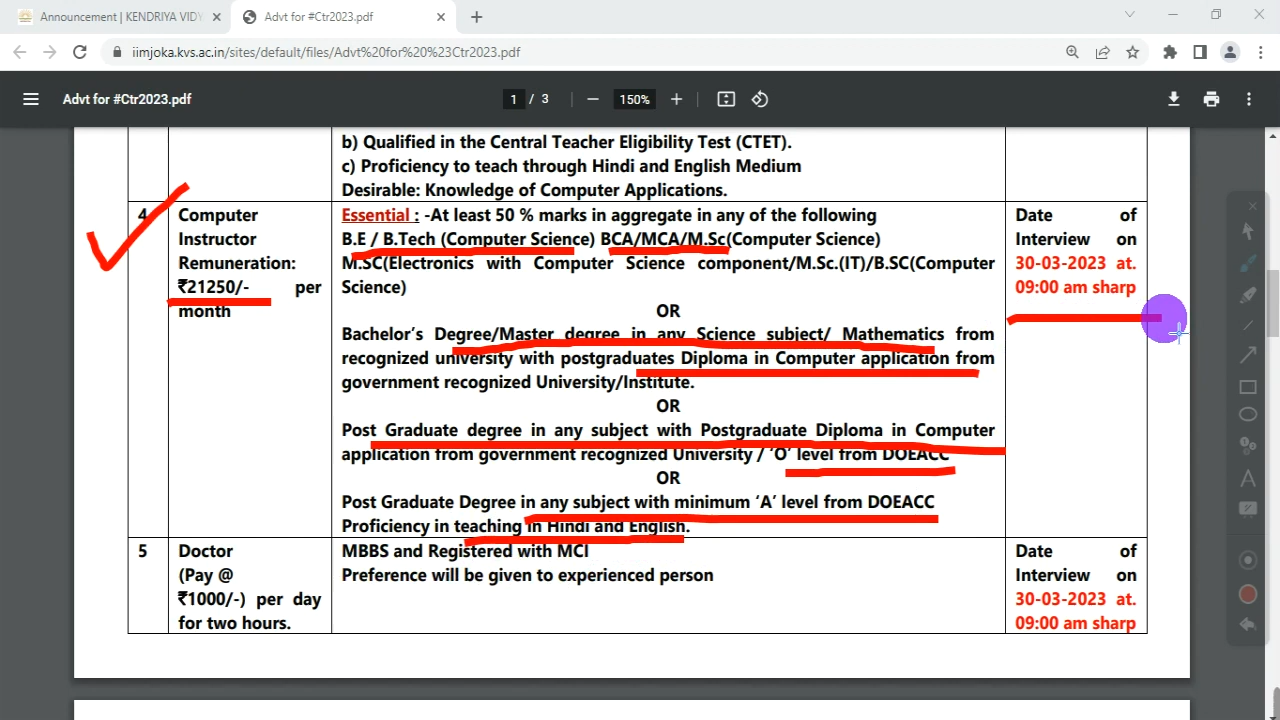 Announcement | KENDRIYA VIDY
Advt for #Ctr2023.pdf
iimjoka.kvs.ac.in/sites/default/files/Advt%20for%20%23Ctr2023.pdf
Advt for #Ctr2023.pdf
1 / 3
150%
b) Qualified in the Central Teacher Eligibility Test (CTET).
c) Proficiency to teach through Hindi and English Medium
Desirable: Knowledge of Computer Applications.
4
Computer
Instructor
Remuneration:
₹21250/- per
month
Essential : -At least 50 % marks in aggregate in any of the following
B.E / B.Tech (Computer Science) BCA/MCA/M.Sc(Computer Science)
M.SC(Electronics with Computer Science component/M.Sc.(IT)/B.SC(Computer
Science)
OR
Bachelor's Degree/Master degree in any Science subject/ Mathematics from
recognized university with postgraduates Diploma in Computer application from
government recognized University/Institute.
OR
Post Graduate degree in any subject with Postgraduate Diploma in Computer
application from government recognized University / 'O' level from DOEACC
OR
Post Graduate Degree in any subject with minimum 'A' level from DOEACC
Proficiency in teaching in Hindi and English.
Date of
Interview on
30-03-2023 at.
09:00 am sharp
5
Doctor
(Pay @
₹1000/-) per day
for two hours.
MBBS and Registered with MCI
Preference will be given to experienced person
Date of
Interview on
30-03-2023 at.
09:00 am sharp